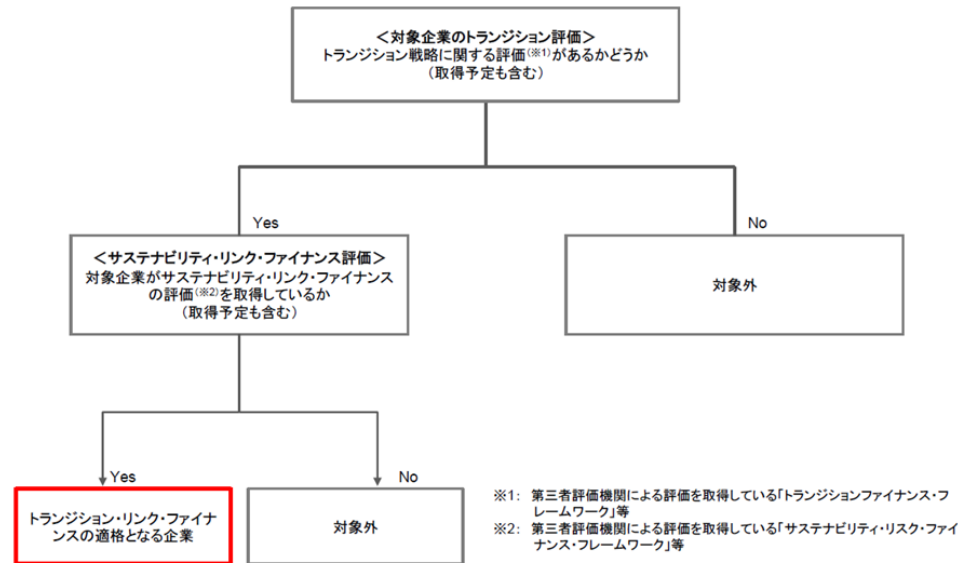 ＜対象企業のトランジション評価＞
トランジション戦略に関する評価(※1)があるかどうか
（取得予定も含む）
Yes
No
＜サステナビリティ・リンク・ファイナンス評価＞
対象企業がサステナビリティ・リンク・ファイナンス
の評価(※2)を取得しているか
（取得予定も含む）
対象外
Yes
No
トランジション・リンク・ファイナ
ンスの適格となる企業
対象外
※1： 第三者評価機関による評価を取得している「トランジションファイナンス・フ
レームワーク」等
※2： 第三者評価機関による評価を取得している「サステナビリティ・リスク・ファイ
ナンス・フレームワーク」等